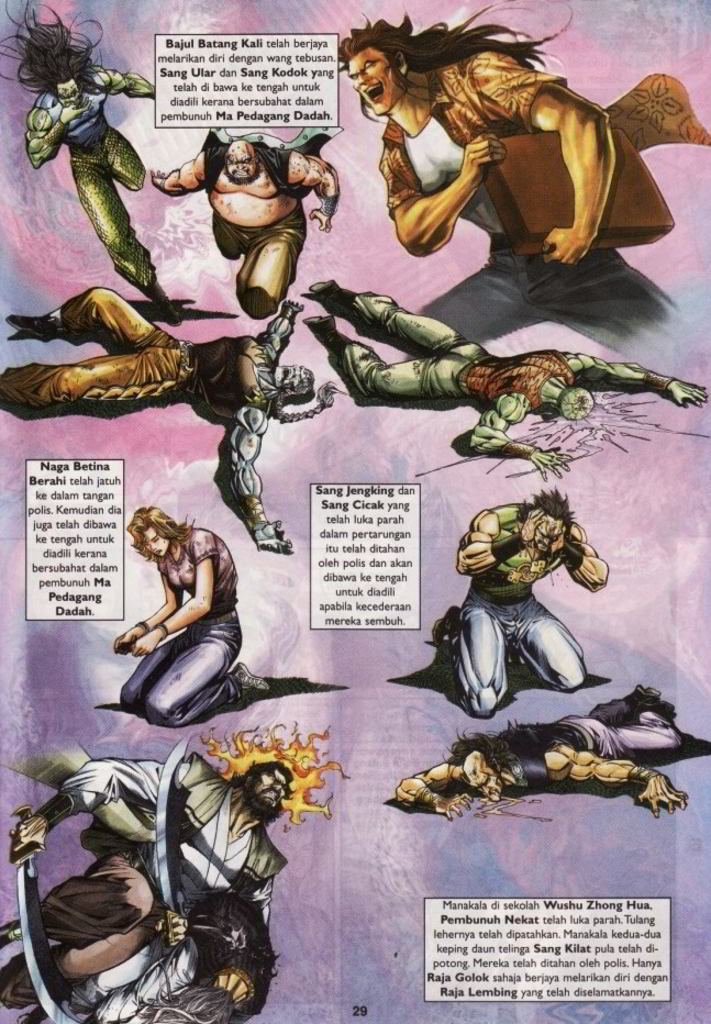 Bajul Batang Kali telah berjaya
melarikan diri dengan wang tebusan.
Sang Ular dan Sang Kodok yang
telah di bawa ke tengah untuk
diadili kerana bersubahat dalam
pembunuh Ma Pedagang Dadah.
Naga Betina
Berahi telah jatuh
ke dalam tangan
polis. Kemudian dia
juga telah dibawa
ke tengah untuk
diadili kerana
bersubahat dalam
pembunuh Ma
Pedagang
Dadah.
Sang Jengking dan
Sang Cicak yang
telah luka parah
dalam pertarungan
itu telah ditahan
oleh polis dan akan
dibawa ke tengah
untuk diadili
apabila kecederaan
mereka sembuh.
Manakala di sekolah Wushu Zhong Hua,
Pembunuh Nekat telah luka parah. Tulang
lehernya telah dipatahkan. Manakala kedua-dua
keping daun telinga Sang Kilat pula telah di-
potong. Mereka telah ditahan oleh polis. Hanya
Raja Golok sahaja berjaya melarikan diri dengan
Raja Lembing yang telah diselamatkannya.
29